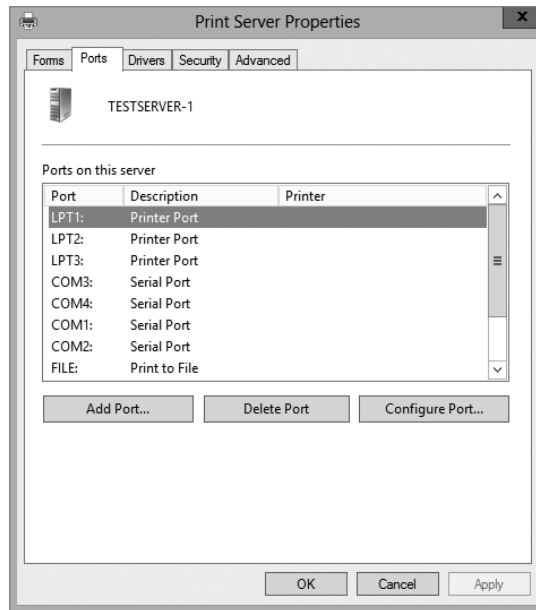 Print Server Properties
x
Forms Ports Drivers Security Advanced
TESTSERVER-1
Ports on this server
Port Description Printer
LPT1: Printer Port
LPT2: Printer Port
LPT3: Printer Port
COM3: Serial Port
COM4: Serial Port
COM1: Serial Port
COM2: Serial Port
FILE: Print to File
Add Port... Delete Port Configure Port...
OK Cancel Apply